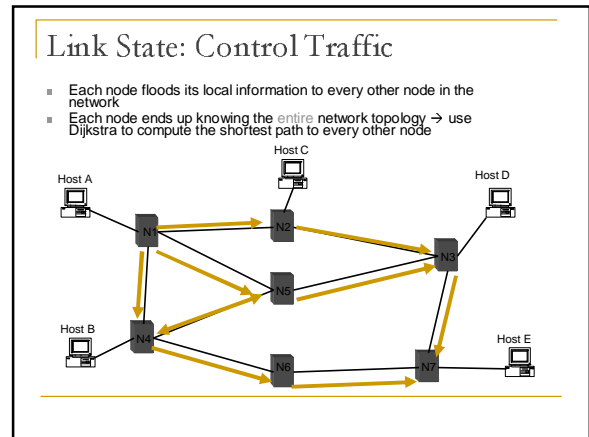 Link State: Control Traffic
Each node floods its local information to every other node in the
network
Each node ends up knowing the entire network topology → use
Dijkstra to compute the shortest path to every other node
Host C
Host A
Host D
N2
N1
N3
N5
Host B
N4
Host E
N6
N7